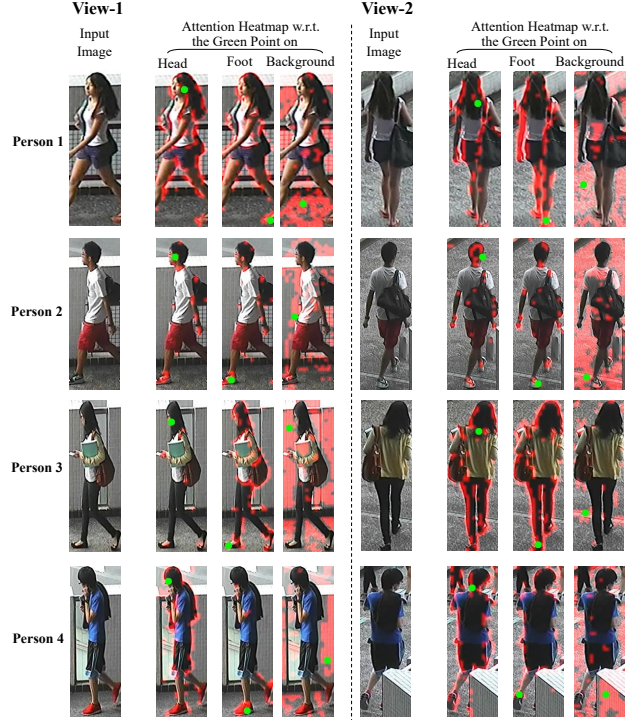 View-1
View-2
Input
Image
Attention Heatmap w.r.t.
the Green Point on
Head
Foot
Background
Input
Image
Attention Heatmap w.r.t.
the Green Point on
Head
Foot
Background
Person 1
Person 2
Person 3
Person 4